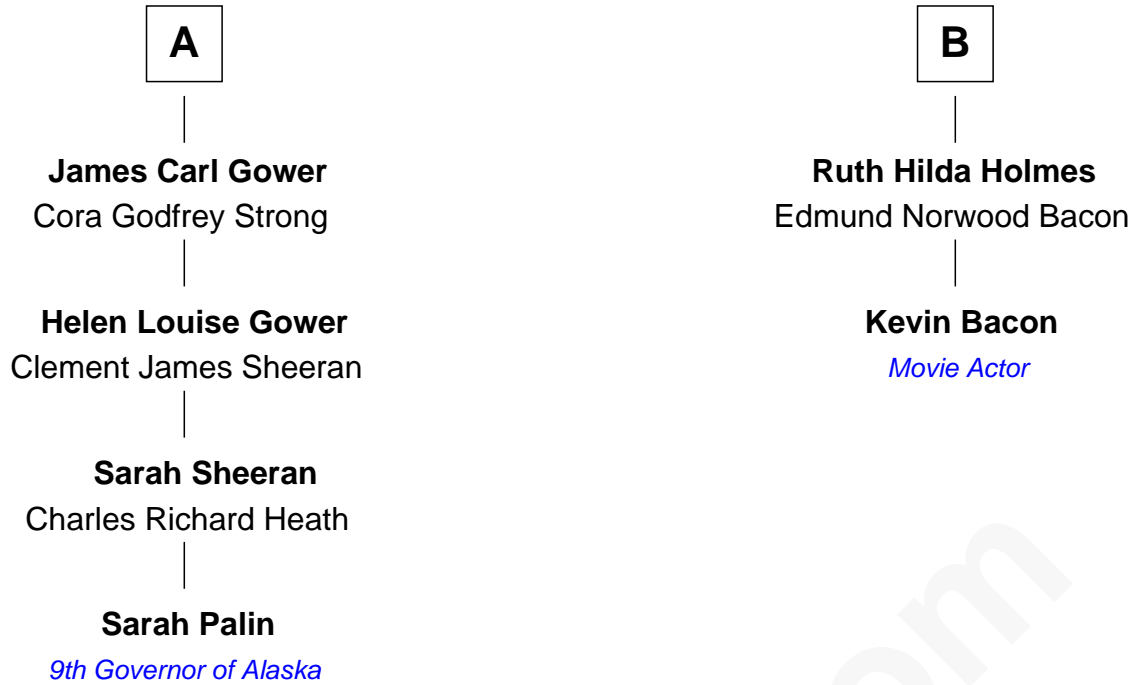 A
James Carl Gower
Cora Godfrey Strong
Helen Louise Gower
Clement James Sheeran
Sarah Sheeran
Charles Richard Heath
Sarah Palin
9th Governor of Alaska
B
Ruth Hilda Holmes
Edmund Norwood Bacon
Kevin Bacon
Movie Actor
om